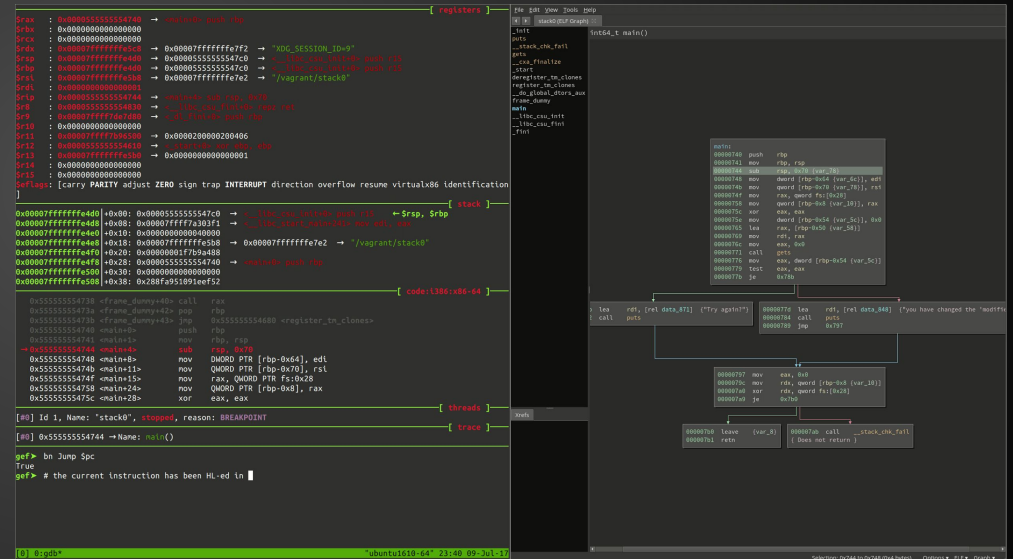 [ registers ]
$rax : 0x0000555555554740 →
$rbx : 0x0000000000000000
$rcx : 0x0000000000000000
$rdx : 0x00007fffffffe5c8 → 0x00007fffffffe7f2 → "XDG_SESSION_ID=9"
$rsp : 0x00007fffffffe4d0 → 0x00005555555547c0 →
$rbp : 0x00007fffffffe4d0 → 0x00005555555547c0 →
$rsi : 0x00007fffffffe5b8 → 0x00007fffffffe7e2 → "/vagrant/stack0"
$rdi : 0x0000000000000001
$rip : 0x0000555555554744 →
$r8 : 0x0000555555554830 →
$r9 : 0x00007ffff7de7d80 →
$r10 : 0x0000000000000000
$r11 : 0x00007ffff7b96500 → 0x0000200000200406
$r12 : 0x0000555555554610 →
$r13 : 0x00007fffffffe5b0 → 0x0000000000000001
$r14 : 0x0000000000000000
$r15 : 0x0000000000000000
$eflags: [carry PARITY adjust ZERO sign trap INTERRUPT direction overflow resume virtualx86 identification
]
[ stack ]
0x00007fffffffe4d0│+0x00: 0x00005555555547c0 → ←$rsp, $rbp
0x00007fffffffe4d8│+0x08: 0x00007ffff7a303f1 →
0x00007fffffffe4e0│+0x10: 0x0000000000040000
0x00007fffffffe4e8│+0x18: 0x00007fffffffe5b8 → 0x00007fffffffe7e2 → "/vagrant/stack0"
0x00007fffffffe4f0│+0x20: 0x00000001f7b9a488
0x00007fffffffe4f8│+0x28: 0x0000555555554740 →
0x00007fffffffe500│+0x30: 0x0000000000000000
0x00007fffffffe508│+0x38: 0x288fa951091eef52
[ code:i386:x86-64 ]
0x555555554738 <frame_dummy+40> call rax
0x55555555473a <frame_dummy+42> pop rbp
0x55555555473b <frame_dummy+43> jmp 0x555555554680 <register_tm_clones>
0x555555554740 <main+0> push rbp
0x555555554741 <main+1> mov rbp, rsp
→0x555555554744 <main+4> sub rsp, 0x70
0x555555554748 <main+8> mov DWORD PTR [rbp-0x64], edi
0x55555555474b <main+11> mov QWORD PTR [rbp-0x70], rsi
0x55555555474f <main+15> mov rax, QWORD PTR fs:0x28
0x555555554758 <main+24> mov QWORD PTR [rbp-0x8], rax
0x55555555475c <main+28> xor eax, eax
[ threads ]
[#0] Id 1, Name: "stack0", stopped, reason: BREAKPOINT
[ trace ]
[#0] 0x555555554744 → Name: main()
gef➤ bn Jump $pc
True
gef➤ # the current instruction has been HL-ed in
[0] 0:gdb* "ubuntu1610-64" 23:40 09-Jul-17
File Edit View Tools Help
stack0 (ELF Graph)
_init
puts
__stack_chk_fail
gets
__cxa_finalize
_start
deregister_tm_clones
register_tm_clones
__do_global_dtors_aux
frame_dummy
main
__libc_csu_init
__libc_csu_fini
_fini
Xrefs
int64_t main()
main:
00000740 push rbp
00000741 mov rbp, rsp
00000744 sub rsp, 0x70 {var_78}
00000748 mov dword [rbp-0x64 {var_6c}], edi
0000074b mov qword [rbp-0x70 {var_78}], rsi
0000074f mov rax, qword fs:[0x28]
00000758 mov qword [rbp-0x8 {var_10}], rax
0000075c xor eax, eax
0000075e mov dword [rbp-0x54 {var_5c}], 0x0
00000765 lea rax, [rbp-0x50 {var_58}]
00000769 mov rdi, rax
0000076c mov eax, 0x0
00000771 call gets
00000776 mov eax, dword [rbp-0x54 {var_5c}]
00000779 test eax, eax
0000077b je 0x78b
lea rdi, [rel data_871] {"Try again?"}
call puts
0000077d lea rdi, [rel data_848] {"you have changed the 'modifie
00000784 call puts
00000789 jmp 0x797
00000797 mov eax, 0x0
0000079c mov rdx, qword [rbp-0x8 {var_10}]
000007a0 xor rdx, qword fs:[0x28]
000007a9 je 0x7b0
000007b0 leave {var_8}
000007b1 retn
000007ab call __stack_chk_fail
{ Does not return }
Selection: 0x744 to 0x748 (0x4 bytes) Options ELF Graph